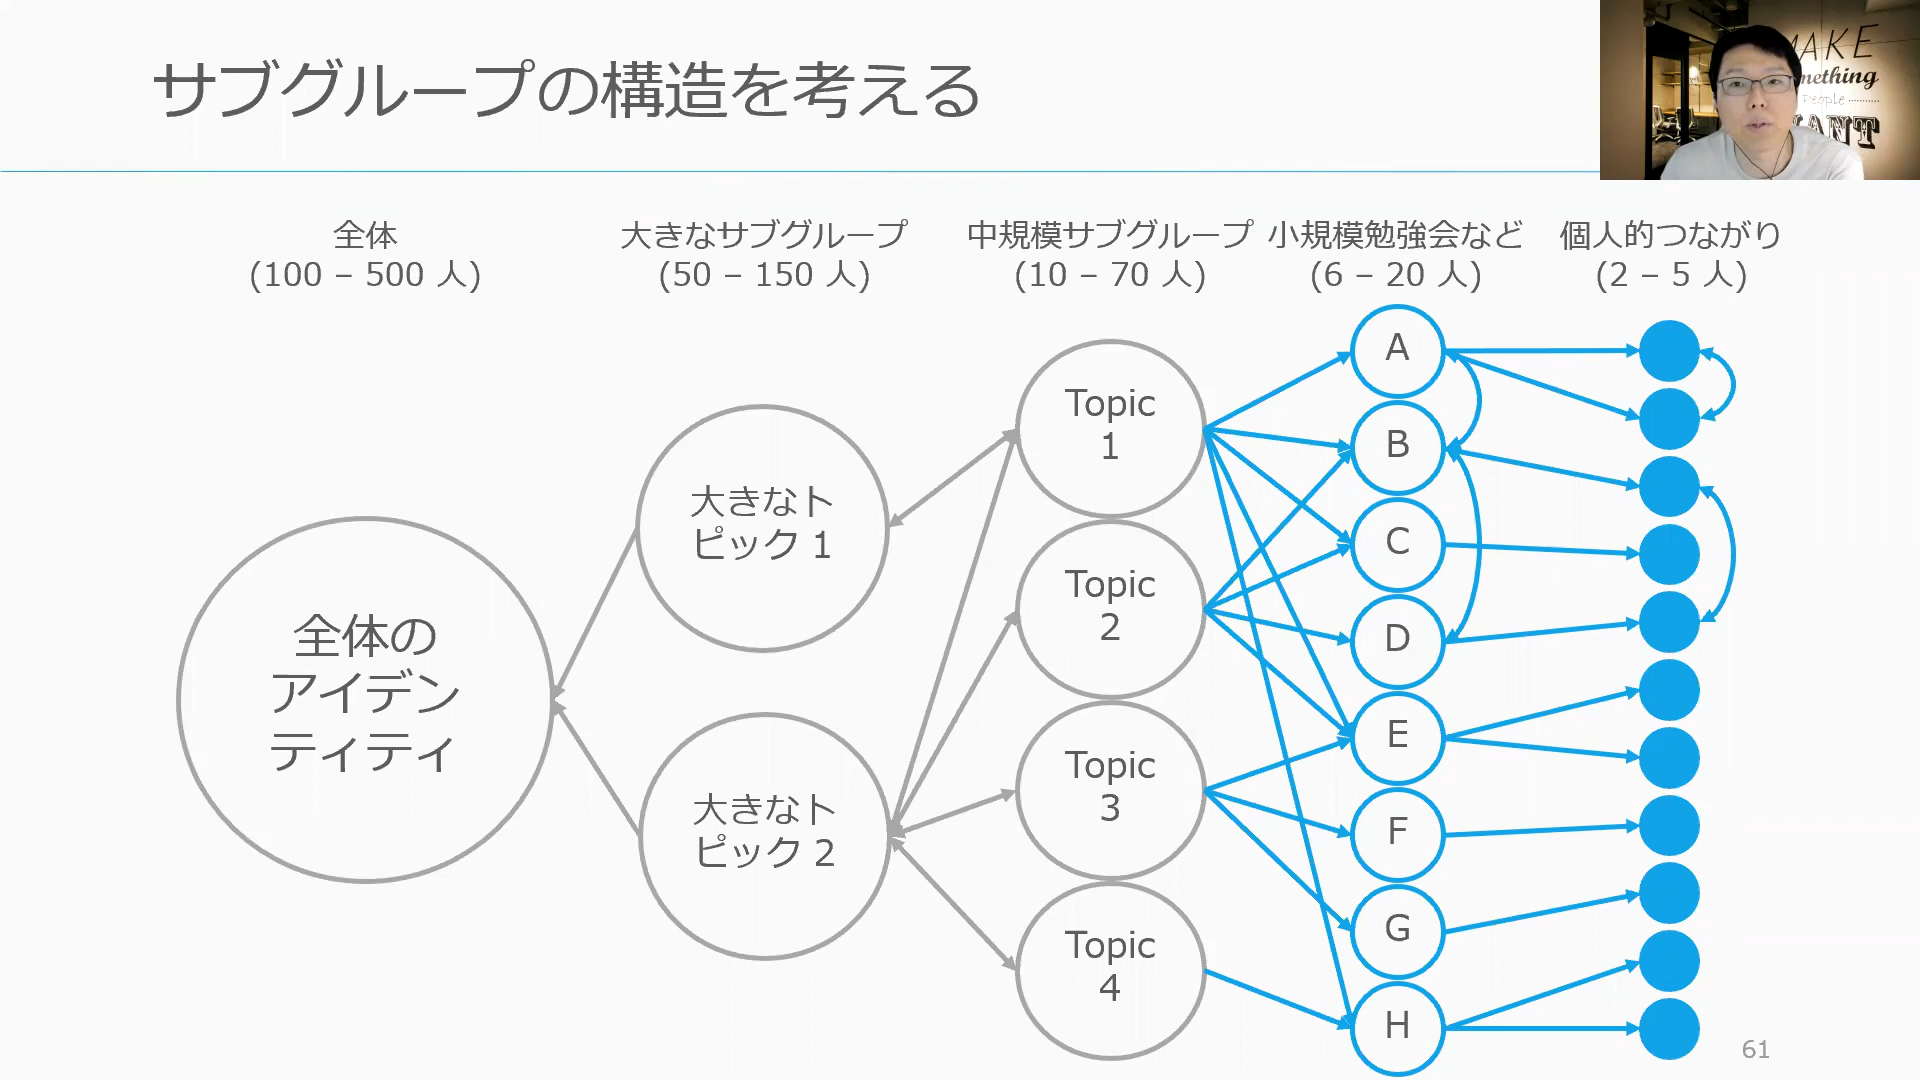 サブグループの構造を考える
MAKE
mething
People
ANT
全体
(100 – 500 人)
大きなサブグループ
(50 – 150 人)
中規模サブグループ
(10 – 70 人)
小規模勉強会など
(6 – 20 人)
個人的つながり
(2 – 5 人)
全体の
アイデン
ティティ
大きなト
ピック 1
大きなト
ピック 2
Topic
1
Topic
2
Topic
3
Topic
4
A
B
C
D
E
F
G
H
61